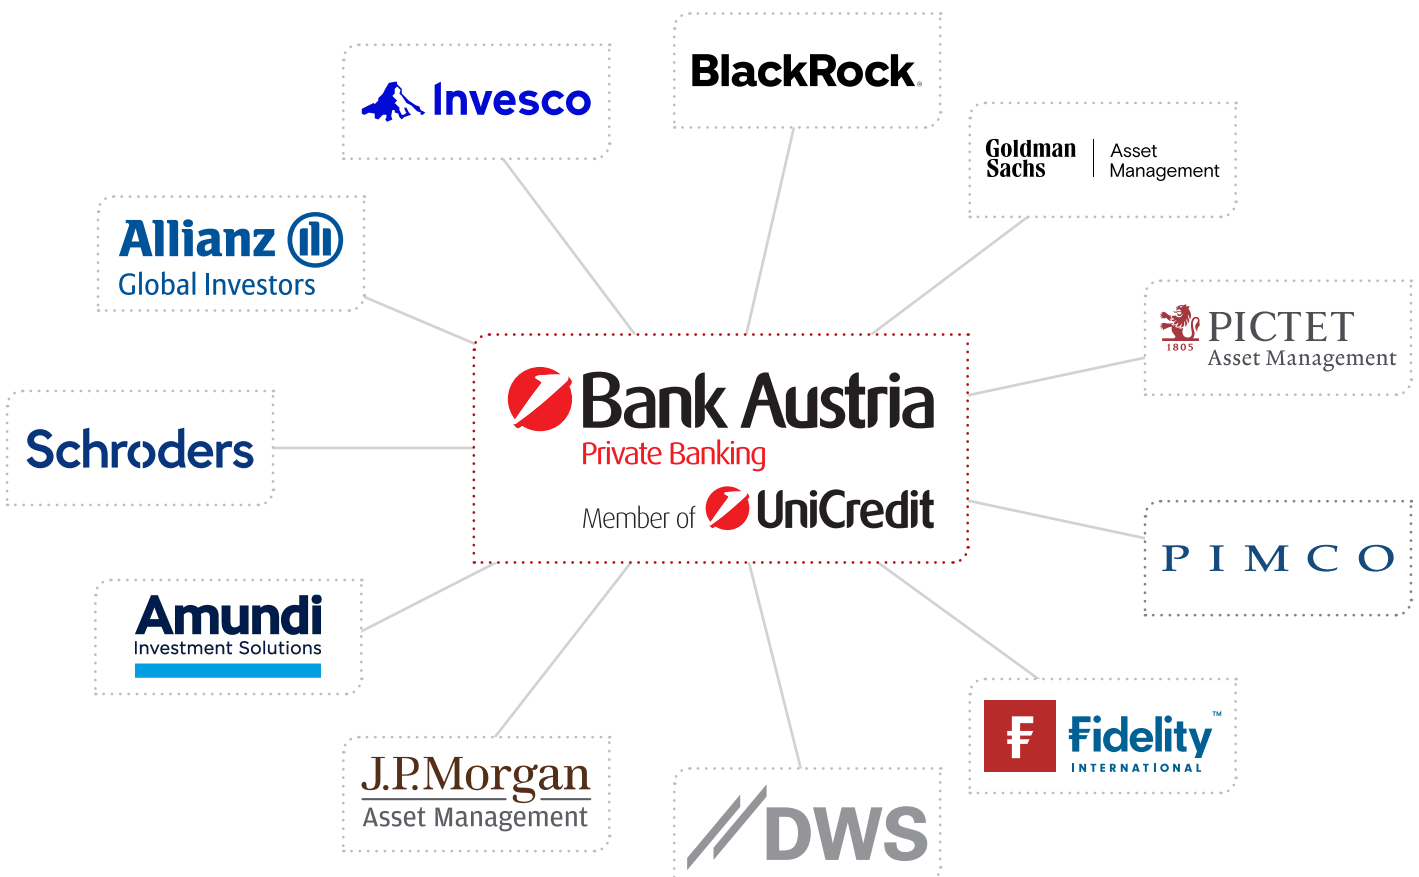 BlackRock®
Invesco
Goldman
Sachs
Asset
Management
Allianz
Global Investors
PICTET
1805
Asset Management
Bank Austria
Private Banking
Member of UniCredit
Schroders
PIMCO
Amundi
Investment Solutions
Fidelity™
INTERNATIONAL
J.P.Morgan
Asset Management
DWS